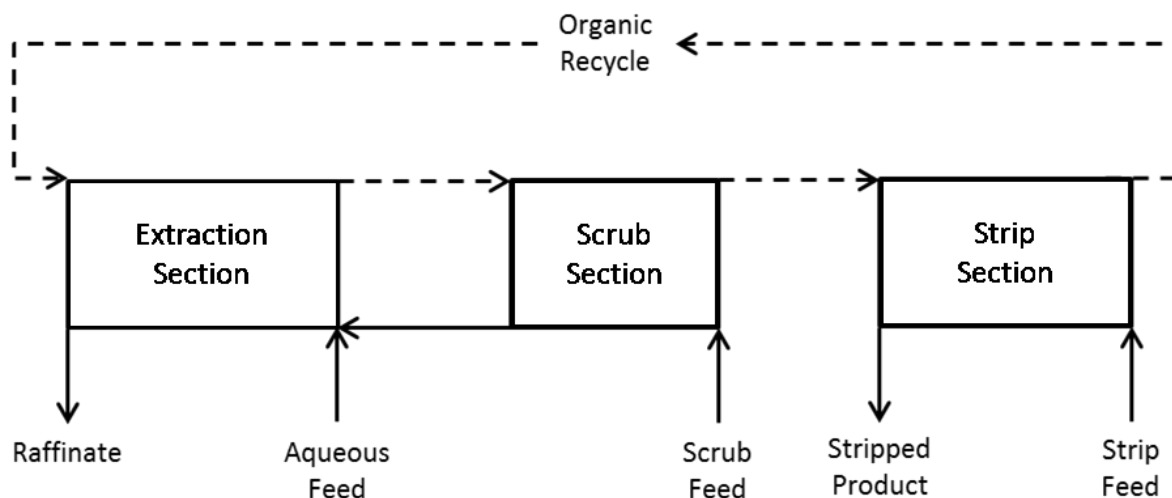 Organic
Recycle
Extraction
Section
Scrub
Section
Strip
Section
Raffinate
Aqueous
Feed
Scrub
Feed
Stripped
Product
Strip
Feed